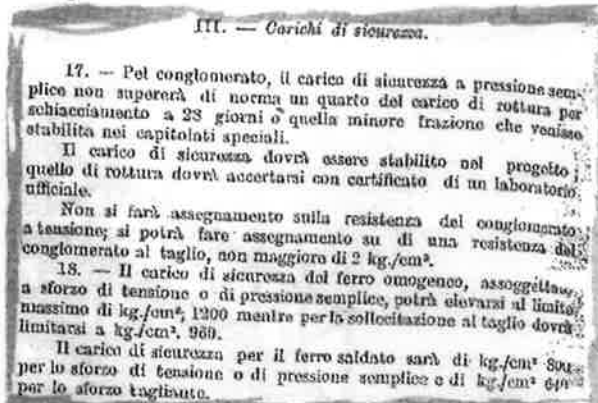 III. — Carichi di sicurezza.
17. — Pel conglomerato, il carico di sicurezza a pressione sem-
plice non supererà di norma un quarto del carico di rottura per
schiacciamento a 28 giorni o quella minore frazione che venisse
stabilita nei capitolati speciali.
Il carico di sicurezza dovrà essere stabilito nel progetto;
quello di rottura dovrà accertarsi con certificato di un laboratorio
ufficiale.
Non si farà assegnamento sulla resistenza del conglomerato
a tensione; si potrà fare assegnamento su di una resistenza del
conglomerato al taglio, non maggiore di 2 kg./cm².
18. — Il carico di sicurezza del ferro omogeneo, assoggettato
a sforzo di tensione o di pressione semplice, potrà elevarsi al limite
massimo di kg./cm², 1200 mentre per la sollecitazione al taglio dovrà
limitarsi a kg./cm². 960.
Il carico di sicurezza per il ferro saldato sarà di kg./cm² 800
per lo sforzo di tensione o di pressione semplice e di kg./cm² 640
per lo sforzo tagliante.